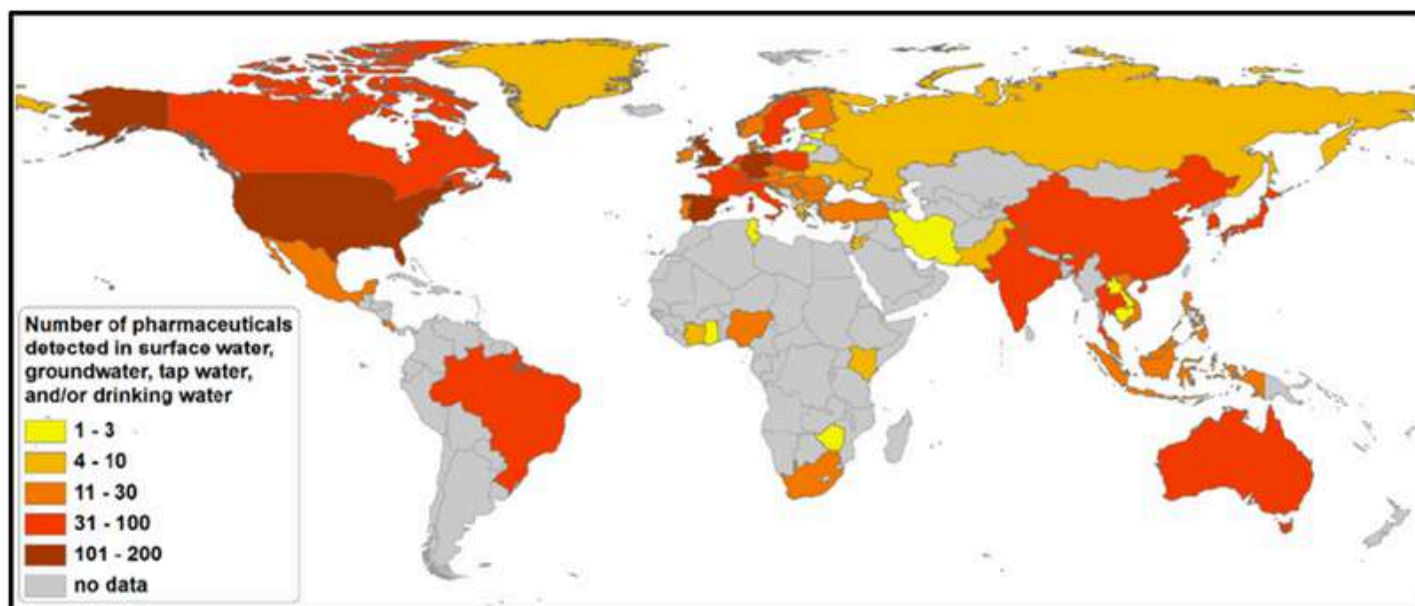 Number of pharmaceuticals
detected in surface water,
groundwater, tap water,
and/or drinking water
1 - 3
4 - 10
11 - 30
31 - 100
101 - 200
no data